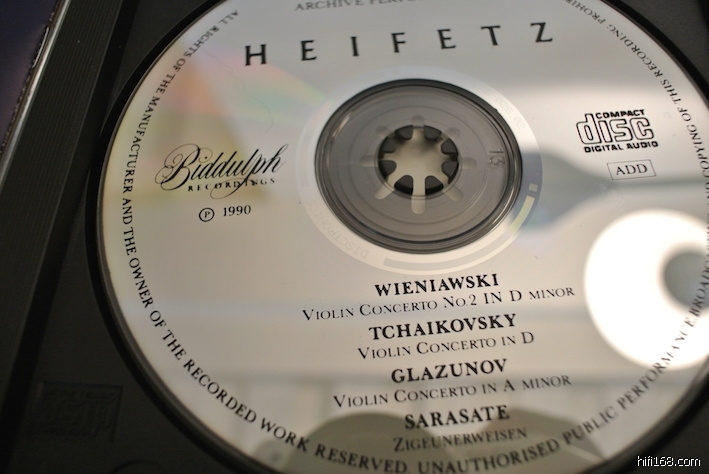 ARCHIVE
HEIFETZ
ALL RIGHTS OF THE MANUFACTURER AND THE OWNER OF THE RECORDED WORK RESERVED. UNAUTHORISED PUBLIC PERFORMANCE BROADCASTING AND COPYING OF THIS RECORDING
Biddulph
RECORDINGS
℗ 1990
COMPACT
disc
DIGITAL AUDIO
ADD
15
WIENIAWSKI
VIOLIN CONCERTO NO.2 IN D MINOR
TCHAIKOVSKY
VIOLIN CONCERTO IN D
GLAZUNOV
VIOLIN CONCERTO IN A MINOR
SARASATE
ZIGEUNERWEISEN
hifi168.com